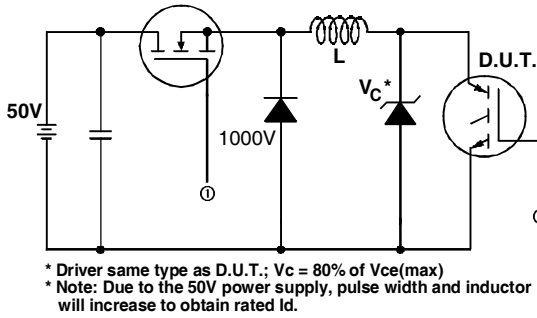 L
D.U.T.
V_C *
50V
1000V
①
* Driver same type as D.U.T.; Vc = 80% of Vce(max)
* Note: Due to the 50V power supply, pulse width and inductor
will increase to obtain rated Id.